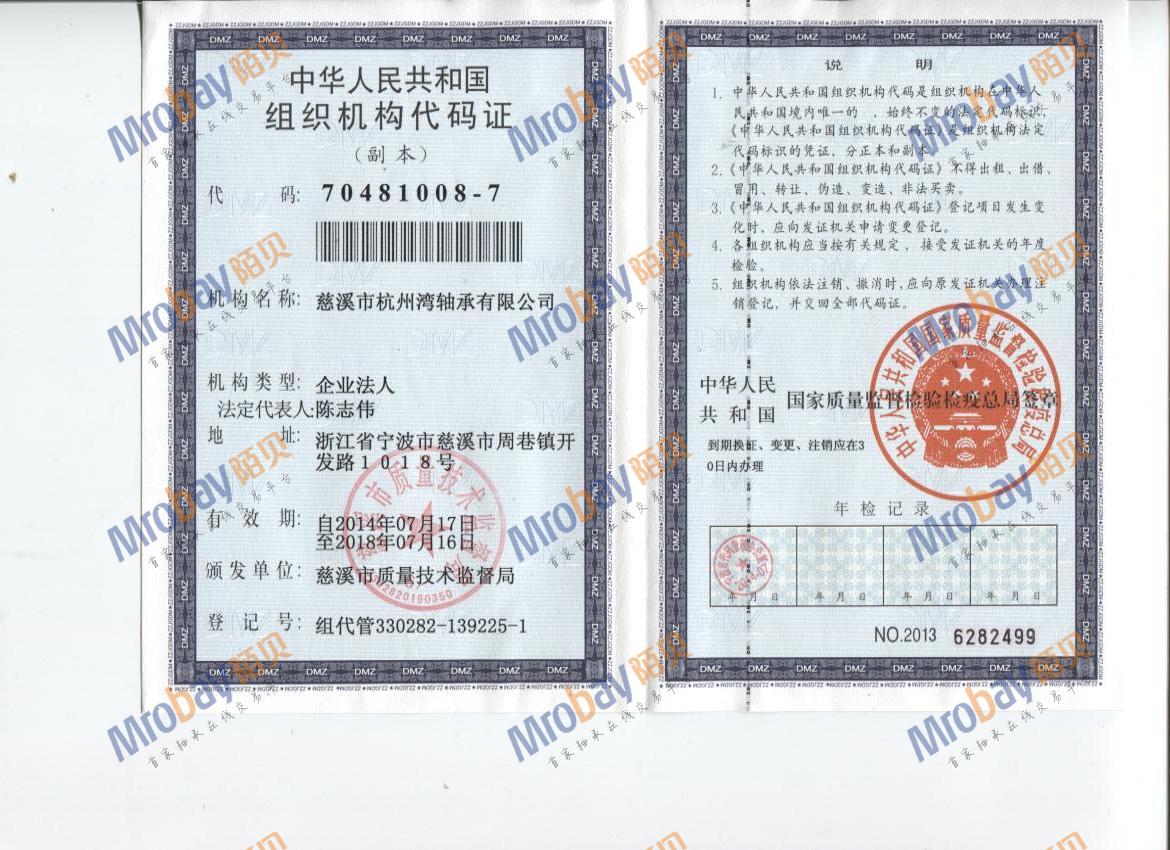 中华人民共和国
组织机构代码证
（副本）
代码: 70481008-7
机构名称: 慈溪市杭州湾轴承有限公司
机构类型: 企业法人
法定代表人: 陈志伟
地址: 浙江省宁波市慈溪市周巷镇开
发路1018号
有效期: 自2014年07月17日
至2018年07月16日
颁发单位: 慈溪市质量技术监督局
登记号: 组代管330282-139225-1
说明
1. 中华人民共和国组织机构代码是组织机构在中华人
民共和国境内唯一的、始终不变的法定代码标识，
《中华人民共和国组织机构代码证》是组织机构法定
代码标识的凭证，分正本和副本。
2.《中华人民共和国组织机构代码证》不得出租、出借、
冒用、转让、伪造、变造、非法买卖。
3.《中华人民共和国组织机构代码证》登记项目发生变
化时，应向发证机关申请变更登记。
4. 各组织机构应当按有关规定，接受发证机关的年度
检验。
5. 组织机构依法注销、撤消时，应向原发证机关办理注
销登记，并交回全部代码证。
中华人民
共和国 国家质量监督检验检疫总局签章
到期换证、变更、注销应在3
0日内办理
年检记录
年 月 日 年 月 日 年 月 日 年 月 日
NO.2013 6282499
DMZ
Mrobay陌贝
首家轴承在线交易平台